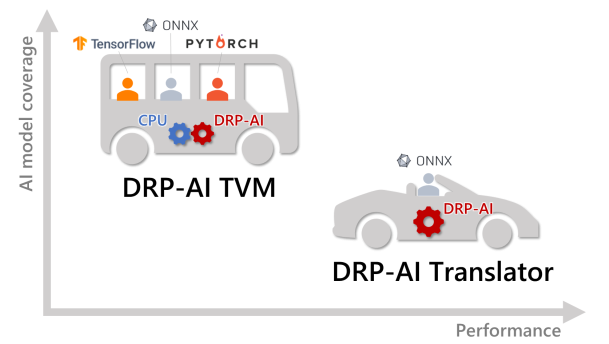 AI model coverage
ONNX
TensorFlow
PYTORCH
CPU
DRP-AI
DRP-AI TVM
ONNX
DRP-AI
DRP-AI Translator
Performance